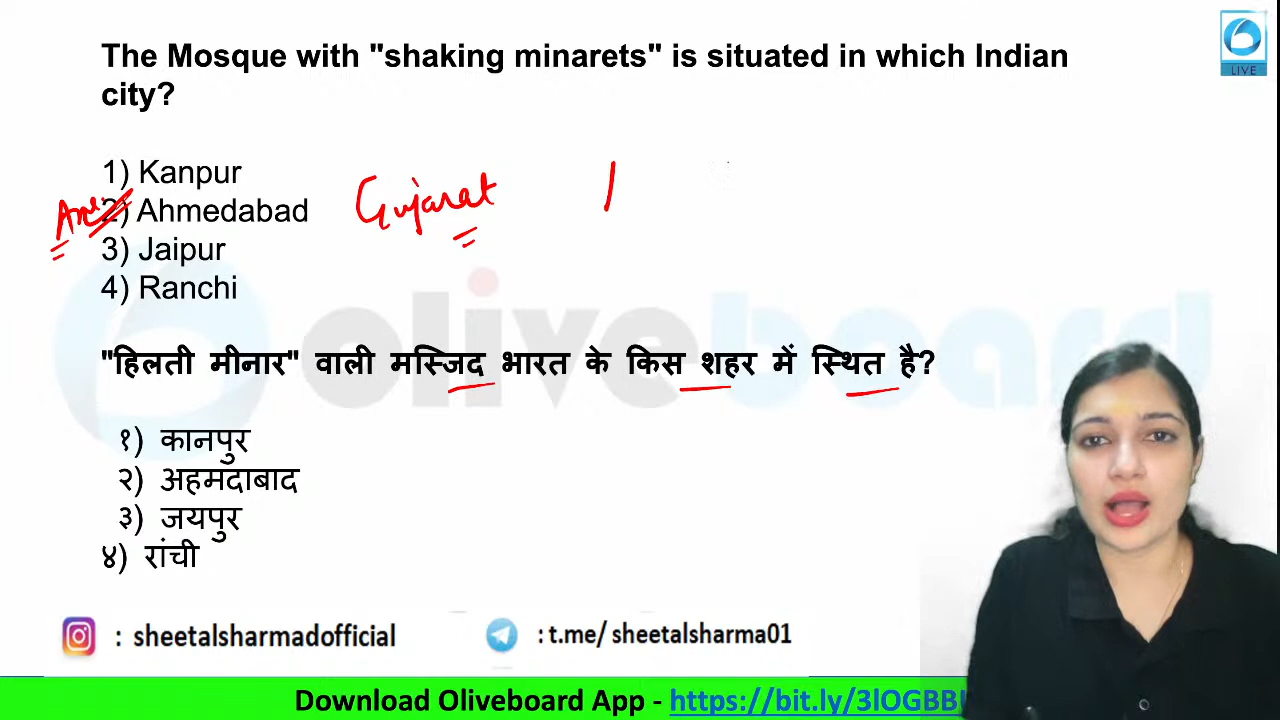 The Mosque with "shaking minarets" is situated in which Indian
city?
LIVE
1) Kanpur
Ans. 2) Ahmedabad Gujarat
3) Jaipur
4) Ranchi
oliveboard
"हिलती मीनार" वाली मस्जिद भारत के किस शहर में स्थित है?
१) कानपुर
२) अहमदाबाद
३) जयपुर
४) रांची
: sheetalsharmadofficial
: t.me/ sheetalsharma01
Download Oliveboard App - https://bit.ly/3lOGBB